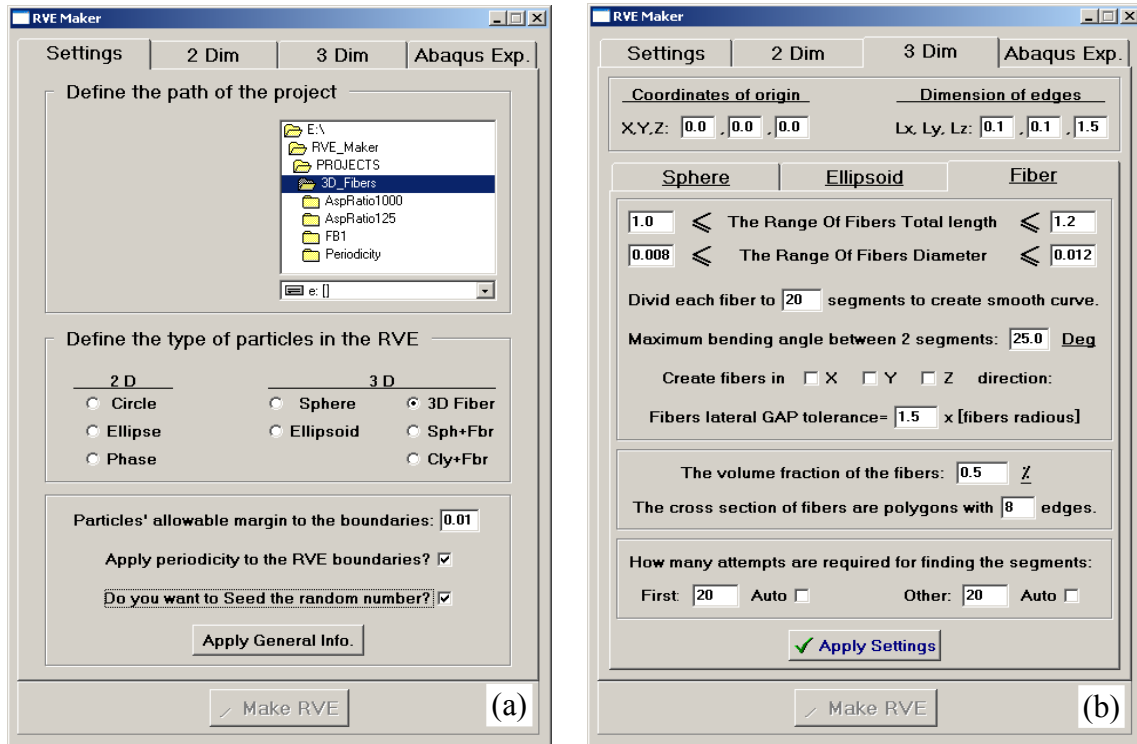 RVE Maker
Settings 2 Dim 3 Dim Abaqus Exp.
Define the path of the project
E:\
RVE_Maker
PROJECTS
3D_Fibers
AspRatio1000
AspRatio125
FB1
Periodicity
e: []
Define the type of particles in the RVE
2 D 3 D
Circle Sphere 3D Fiber
Ellipse Ellipsoid Sph+Fbr
Phase Cly+Fbr
Particles' allowable margin to the boundaries: 0.01
Apply periodicity to the RVE boundaries?
Do you want to Seed the random number?
Apply General Info.
Make RVE (a)
RVE Maker
Settings 2 Dim 3 Dim Abaqus Exp.
Coordinates of origin Dimension of edges
X,Y,Z: 0.0 , 0.0 , 0.0 Lx, Ly, Lz: 0.1 , 0.1 , 1.5
Sphere Ellipsoid Fiber
1.0 ⩽ The Range Of Fibers Total length ⩽ 1.2
0.008 ⩽ The Range Of Fibers Diameter ⩽ 0.012
Divid each fiber to 20 segments to create smooth curve.
Maximum bending angle between 2 segments: 25.0 Deg
Create fibers in X Y Z direction:
Fibers lateral GAP tolerance= 1.5 x [fibers radious]
The volume fraction of the fibers: 0.5 %
The cross section of fibers are polygons with 8 edges.
How many attempts are required for finding the segments:
First: 20 Auto Other: 20 Auto
Apply Settings
Make RVE (b)